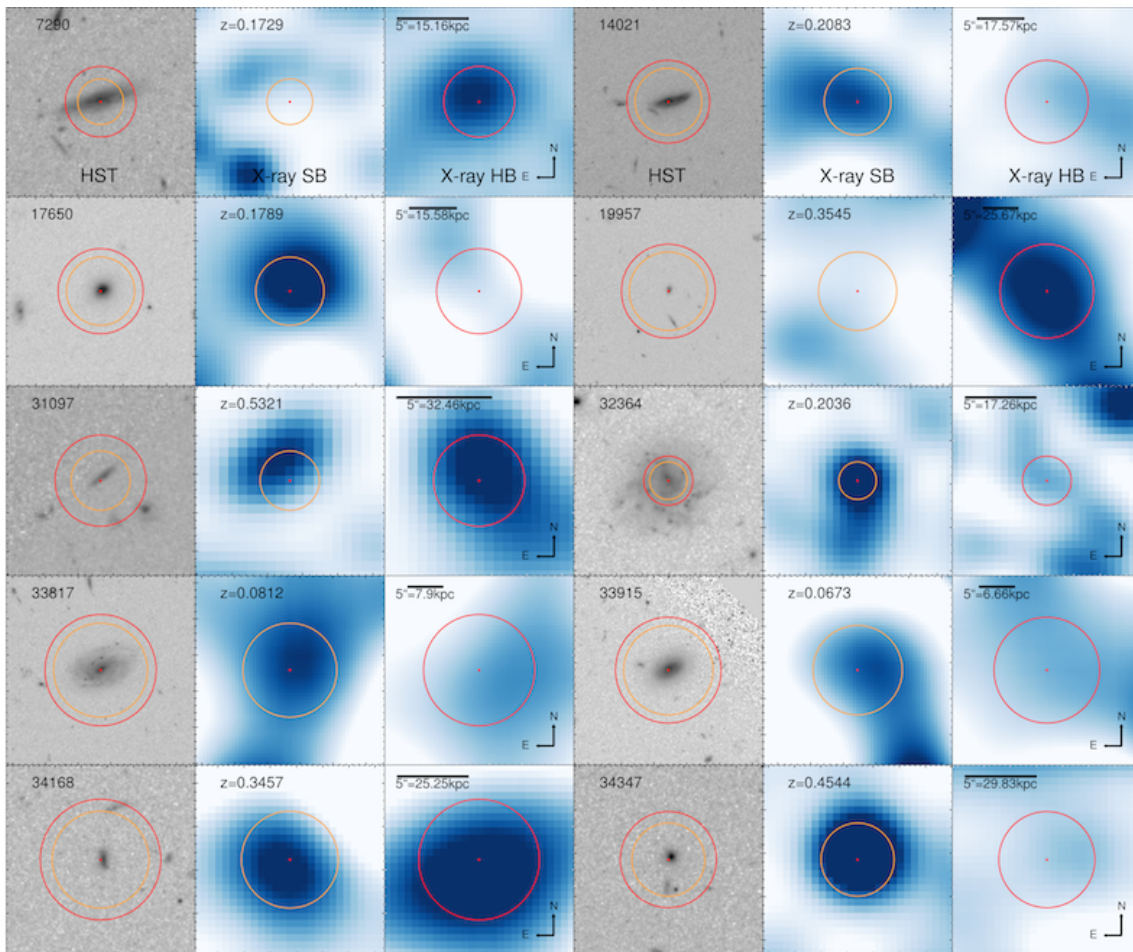 7290 z=0.1729 5"=15.16kpc 14021 z=0.2083 5"=17.57kpc
N
HST X-ray SB X-ray HB E HST X-ray SB X-ray HB E
N
17650 z=0.1789 5"=15.58kpc 19957 z=0.3545 5"=25.67kpc
N N
E E
31097 z=0.5321 5"=32.46kpc 32364 z=0.2036 5"=17.26kpc
N N
E E
33817 z=0.0812 5"=7.9kpc 33915 z=0.0673 5"=6.66kpc
N N
E E
34168 z=0.3457 5"=25.25kpc 34347 z=0.4544 5"=29.83kpc
N N
E E